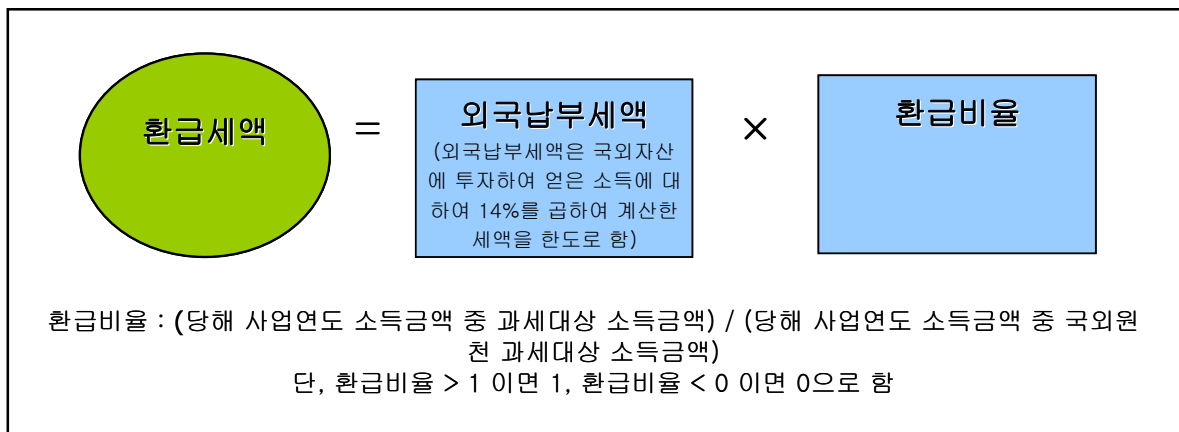 환급세액 = 외국납부세액 × 환급비율
(외국납부세액은 국외자산
에 투자하여 얻은 소득에 대
하여 14%를 곱하여 계산한
세액을 한도로 함)
환급비율 : (당해 사업연도 소득금액 중 과세대상 소득금액) / (당해 사업연도 소득금액 중 국외원
천 과세대상 소득금액)
단, 환급비율 > 1 이면 1, 환급비율 < 0 이면 0으로 함